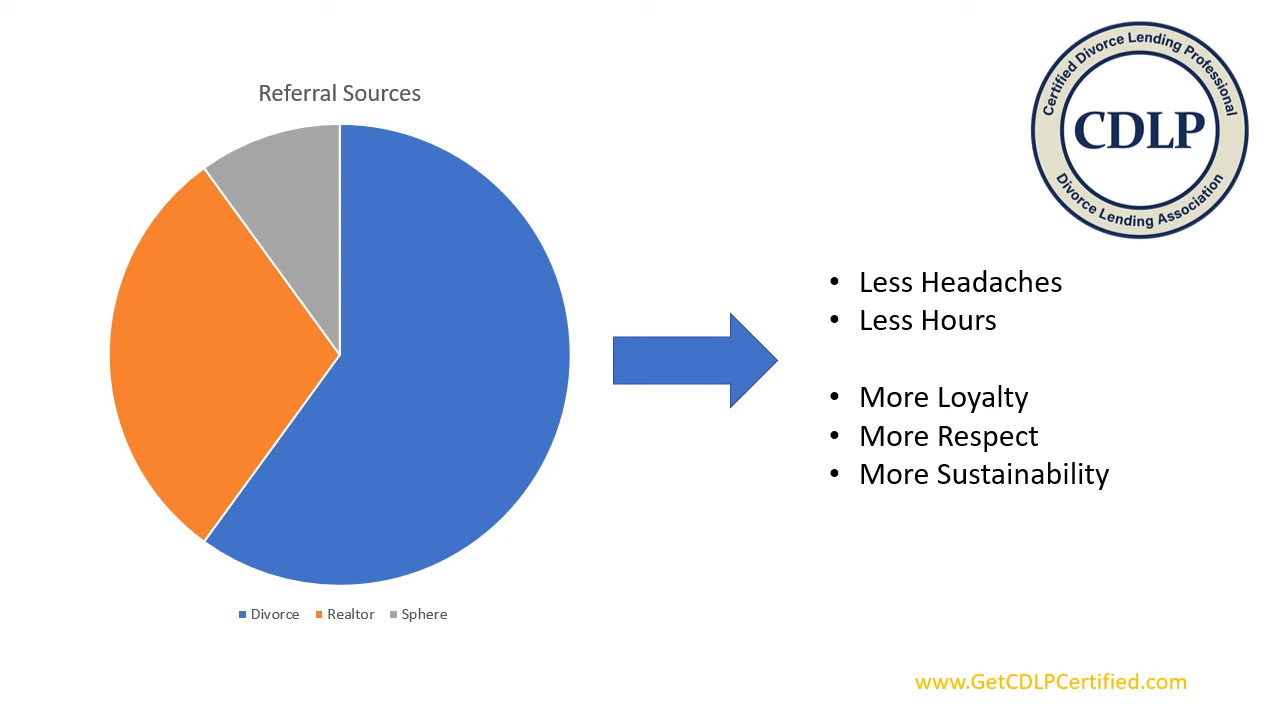 Referral Sources
Divorce
Realtor
Sphere
Certified Divorce Lending Professional
CDLP
Divorce Lending Association
• Less Headaches
• Less Hours
• More Loyalty
• More Respect
• More Sustainability
www.GetCDLPCertified.com